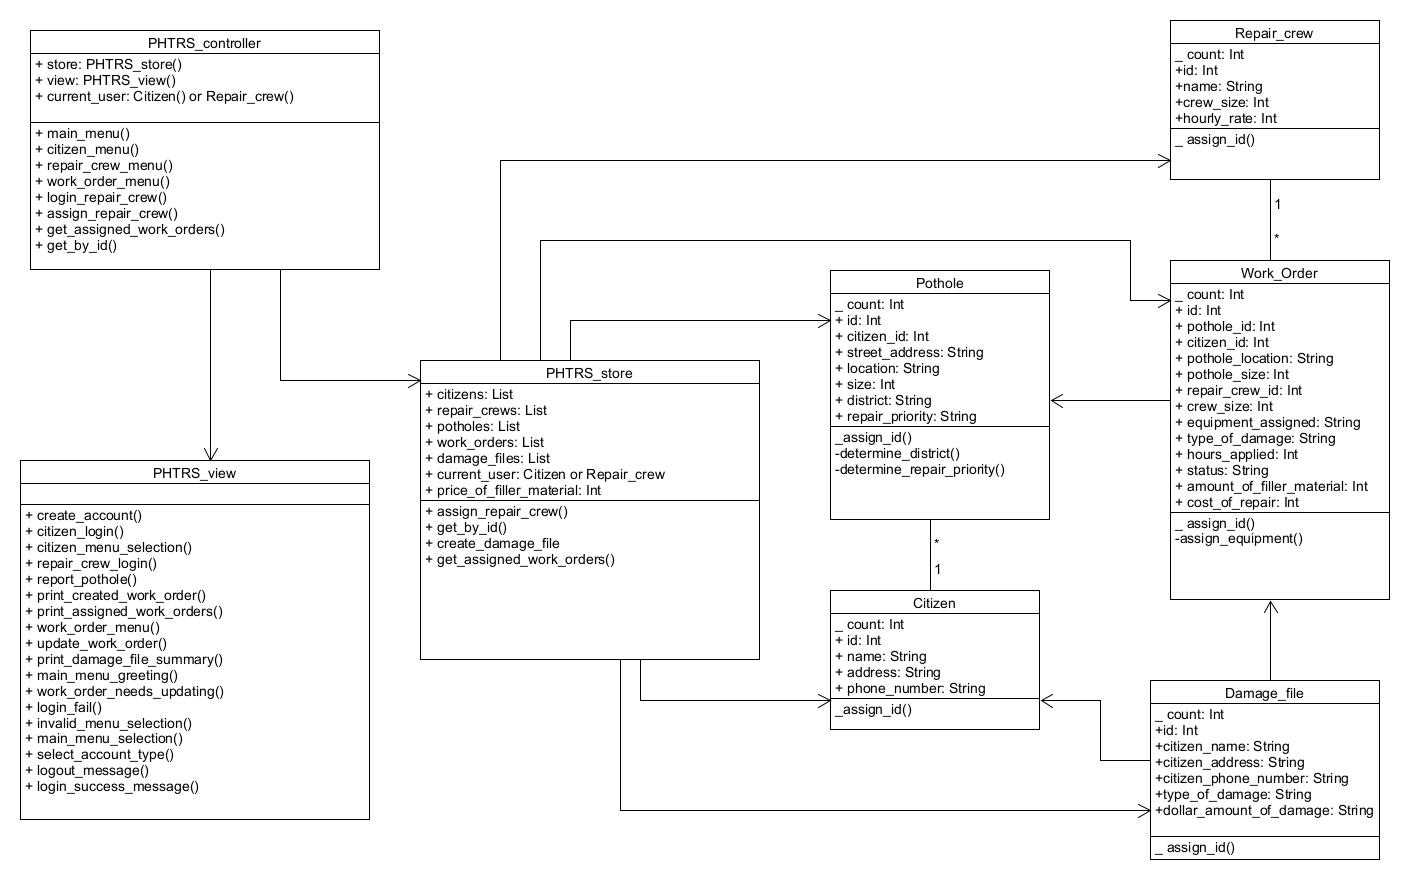 PHTRS_controller
+ store: PHTRS_store()
+ view: PHTRS_view()
+ current_user: Citizen() or Repair_crew()
+ main_menu()
+ citizen_menu()
+ repair_crew_menu()
+ work_order_menu()
+ login_repair_crew()
+ assign_repair_crew()
+ get_assigned_work_orders()
+ get_by_id()
Repair_crew
_ count: Int
+id: Int
+name: String
+crew_size: Int
+hourly_rate: Int
_ assign_id()
1
*
Work_Order
_ count: Int
+ id: Int
+ pothole_id: Int
+ citizen_id: Int
+ pothole_location: String
+ pothole_size: Int
+ repair_crew_id: Int
+ crew_size: Int
+ equipment_assigned: String
+ type_of_damage: String
+ hours_applied: Int
+ status: String
+ amount_of_filler_material: Int
+ cost_of_repair: Int
_ assign_id()
-assign_equipment()
Pothole
_ count: Int
+ id: Int
+ citizen_id: Int
+ street_address: String
+ location: String
+ size: Int
+ district: String
+ repair_priority: String
_assign_id()
-determine_district()
-determine_repair_priority()
*
1
PHTRS_store
+ citizens: List
+ repair_crews: List
+ potholes: List
+ work_orders: List
+ damage_files: List
+ current_user: Citizen or Repair_crew
+ price_of_filler_material: Int
+ assign_repair_crew()
+ get_by_id()
+ create_damage_file
+ get_assigned_work_orders()
PHTRS_view
+ create_account()
+ citizen_login()
+ citizen_menu_selection()
+ repair_crew_login()
+ report_pothole()
+ print_created_work_order()
+ print_assigned_work_orders()
+ work_order_menu()
+ update_work_order()
+ print_damage_file_summary()
+ main_menu_greeting()
+ work_order_needs_updating()
+ login_fail()
+ invalid_menu_selection()
+ main_menu_selection()
+ select_account_type()
+ logout_message()
+ login_success_message()
Citizen
_ count: Int
+ id: Int
+ name: String
+ address: String
+ phone_number: String
_assign_id()
Damage_file
_ count: Int
+id: Int
+citizen_name: String
+citizen_address: String
+citizen_phone_number: String
+type_of_damage: String
+dollar_amount_of_damage: String
_ assign_id()